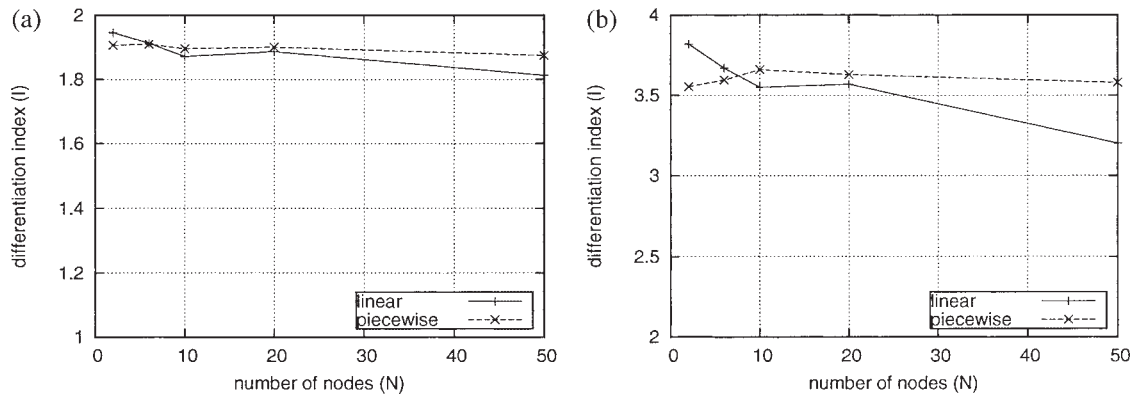 (a)
2
1.8
1.6
1.4
1.2
1
differentiation index (I)
linear
piecewise
0 10 20 30 40 50
number of nodes (N)
(b)
4
3.5
3
2.5
2
differentiation index (I)
linear
piecewise
0 10 20 30 40 50
number of nodes (N)